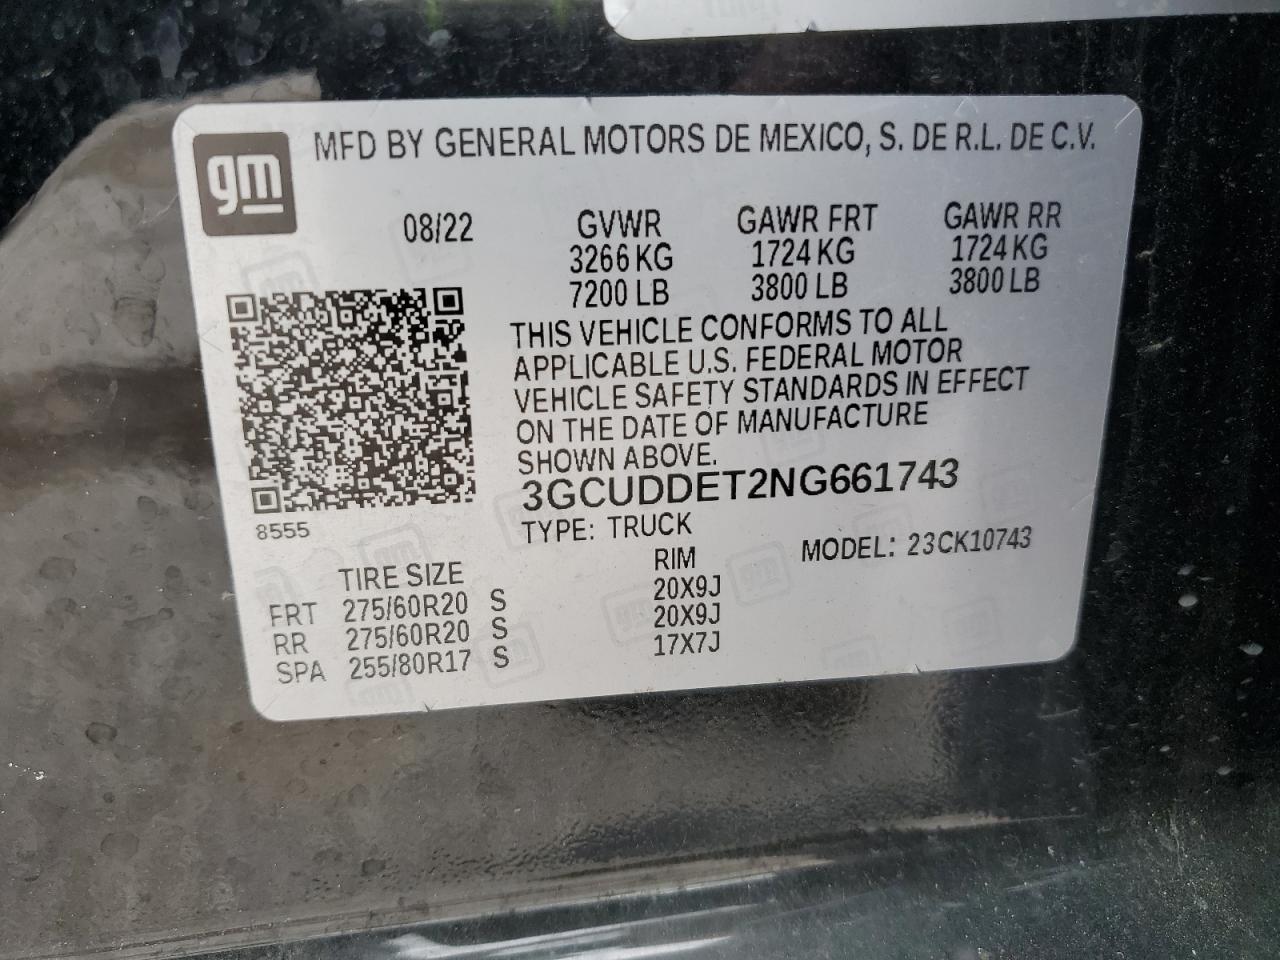 gm MFD BY GENERAL MOTORS DE MEXICO, S. DE R.L. DE C.V.
08/22 GVWR GAWR FRT GAWR RR
3266 KG 1724 KG 1724 KG
7200 LB 3800 LB 3800 LB
THIS VEHICLE CONFORMS TO ALL
APPLICABLE U.S. FEDERAL MOTOR
VEHICLE SAFETY STANDARDS IN EFFECT
ON THE DATE OF MANUFACTURE
SHOWN ABOVE.
3GCUDDET2NG661743
8555
TYPE: TRUCK MODEL: 23CK10743
TIRE SIZE RIM
FRT 275/60R20 S 20X9J
RR 275/60R20 S 20X9J
SPA 255/80R17 S 17X7J